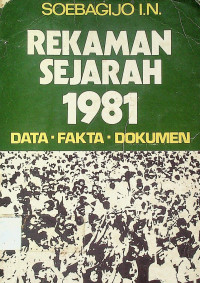 SOEBAGIJO I.N.
REKAMAN
SEJARAH
1981
DATA · FAKTA · DOKUMEN